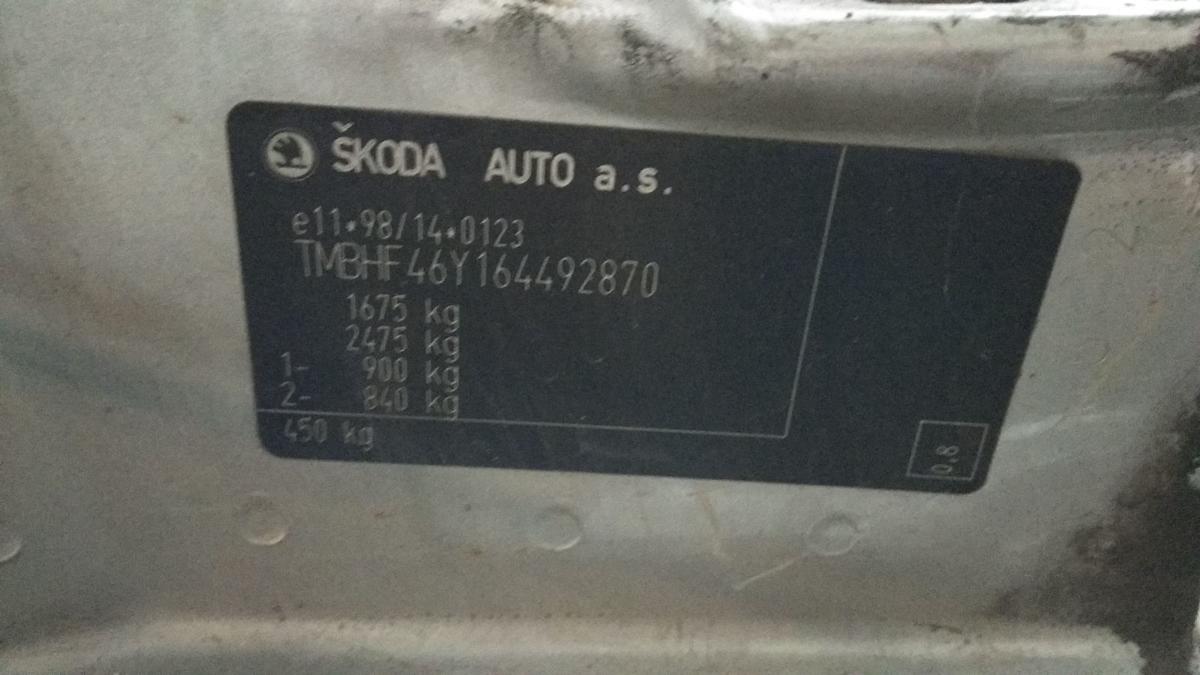 ŠKODA AUTO a.s.
e11*98/14*0123
TMBHF46Y164492870
1675 kg
2475 kg
1- 900 kg
2- 840 kg
450 kg
0,8